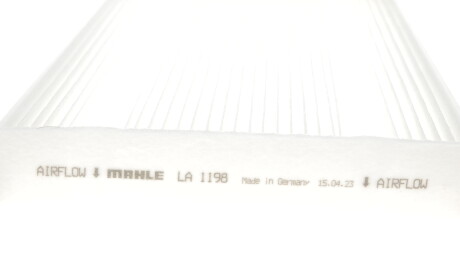 AIRFLOW ⬇ MAHLE LA 1198 Made in Germany 15.04.23 ⬇ AIRFLOW